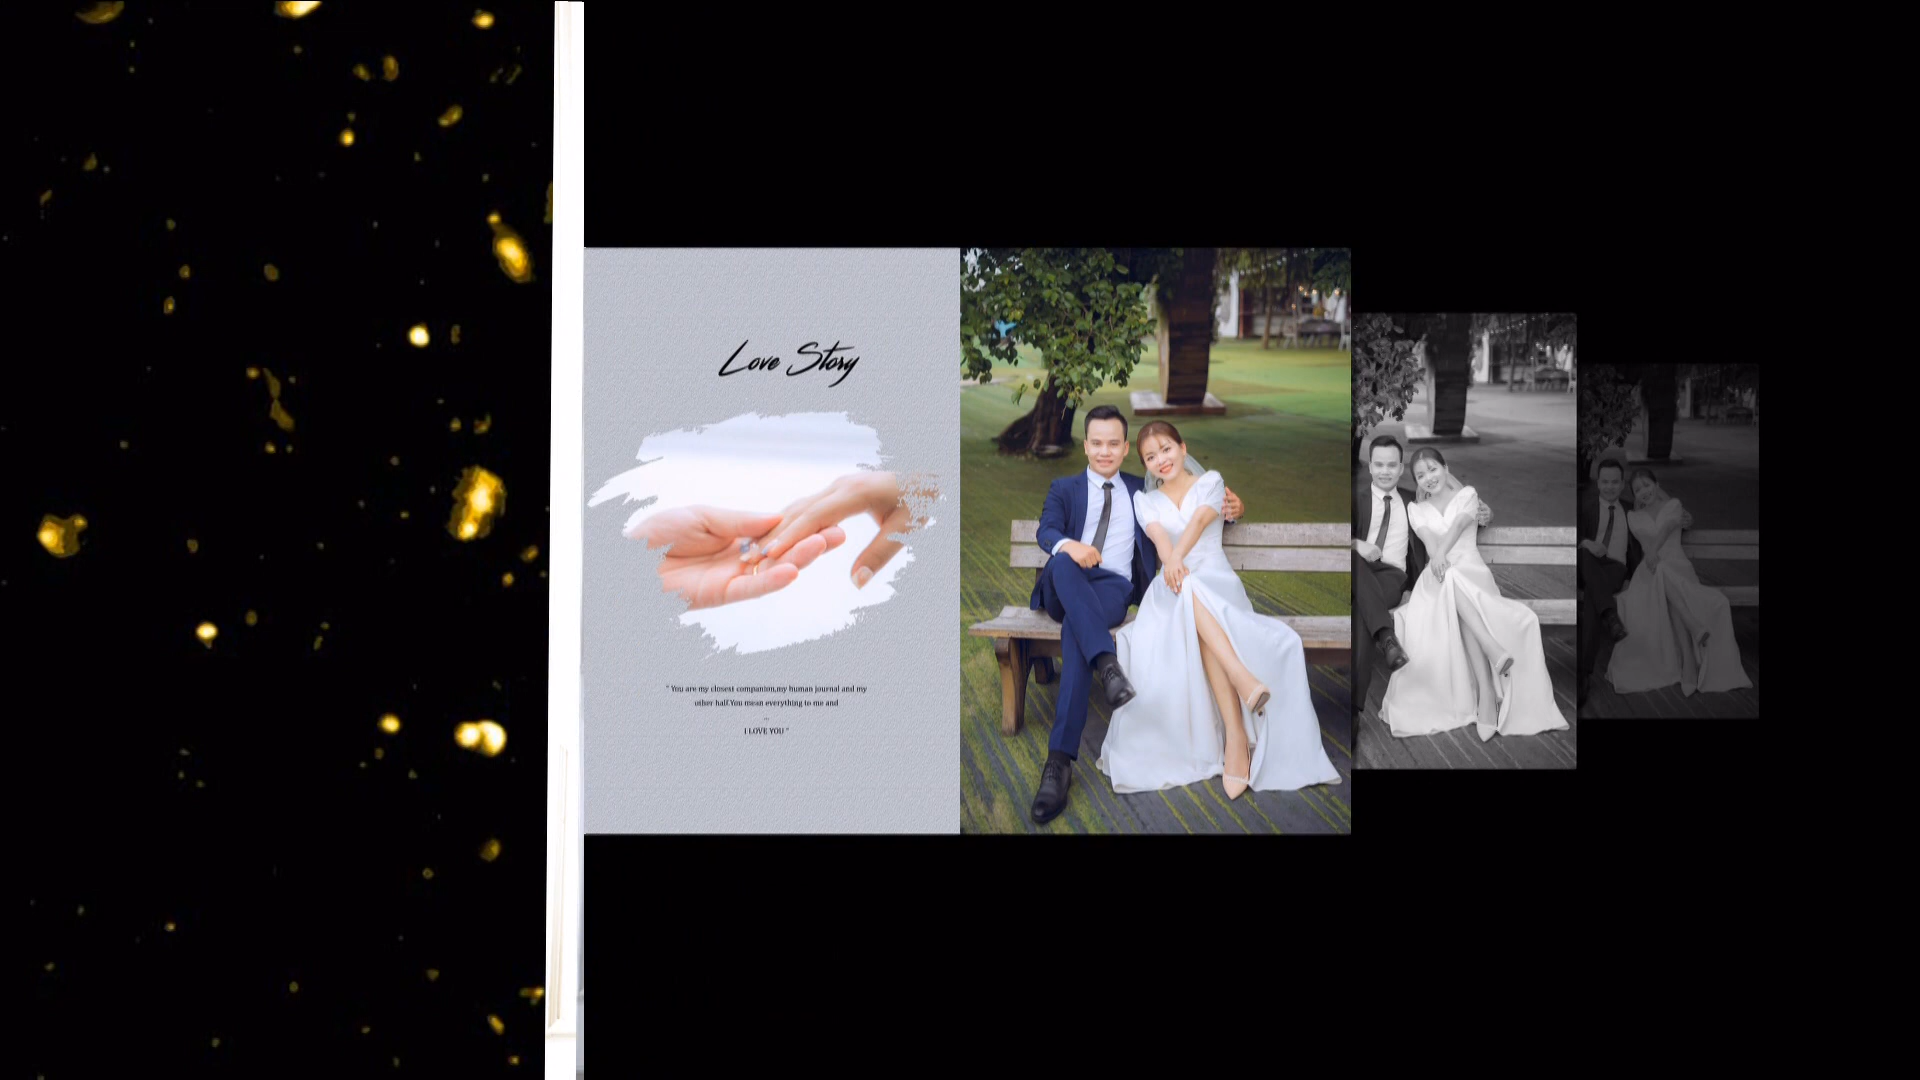 Love Story
" You are my closest companion,my human journal and my
other half.You mean everything to me and
...
I LOVE YOU "